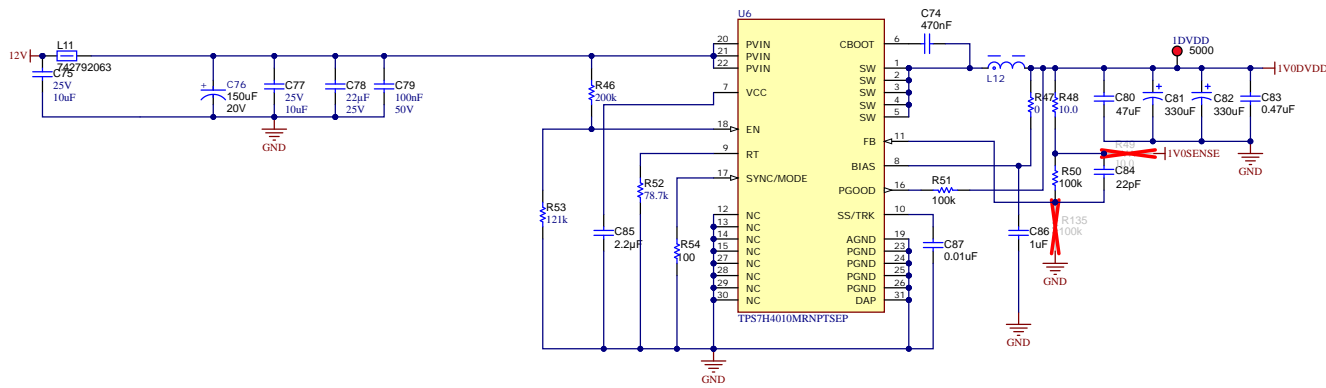 12V
L11
742792063
C75
25V
10uF
C76
150uF
20V
C77
25V
10uF
C78
22µF
25V
C79
100nF
50V
GND
R46
200k
R53
121k
C85
2.2µF
R52
78.7k
R54
100
U6
20 PVIN
21 PVIN
22 PVIN
7 VCC
18 EN
9 RT
17 SYNC/MODE
12 NC
13 NC
14 NC
15 NC
27 NC
28 NC
29 NC
30 NC
CBOOT 6
SW 1
SW 2
SW 3
SW 4
SW 5
FB 11
BIAS 8
PGOOD 16
SS/TRK 10
AGND 19
PGND 23
PGND 24
PGND 25
PGND 26
DAP 31
TPS7H4010MRNPTSEP
GND
C74
470nF
L12
R47
0
R48
10.0
1DVDD
5000
1V0DVDD
C80
47uF
C81
330uF
C82
330uF
C83
0.47uF
GND
R49
10.0
1V0SENSE
R50
100k
C84
22pF
R51
100k
R135
100k
GND
C86
1uF
GND
C87
0.01uF